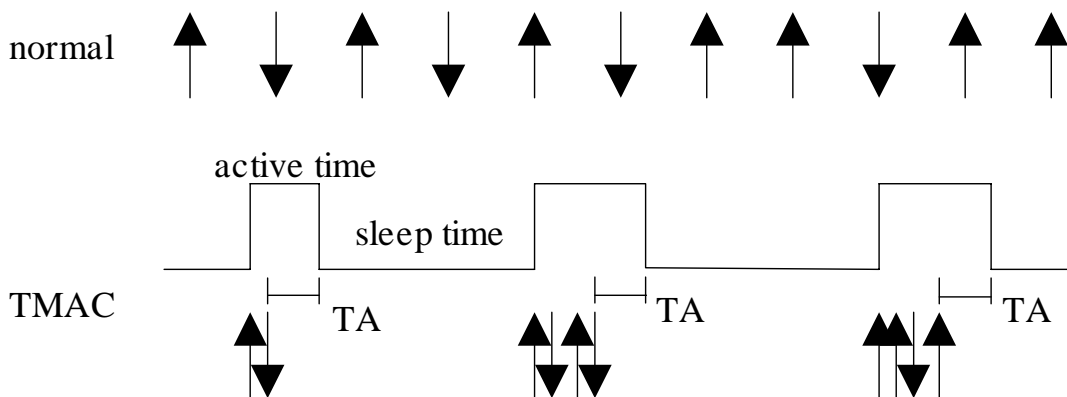 normal
active time
sleep time
TMAC
TA
TA
TA